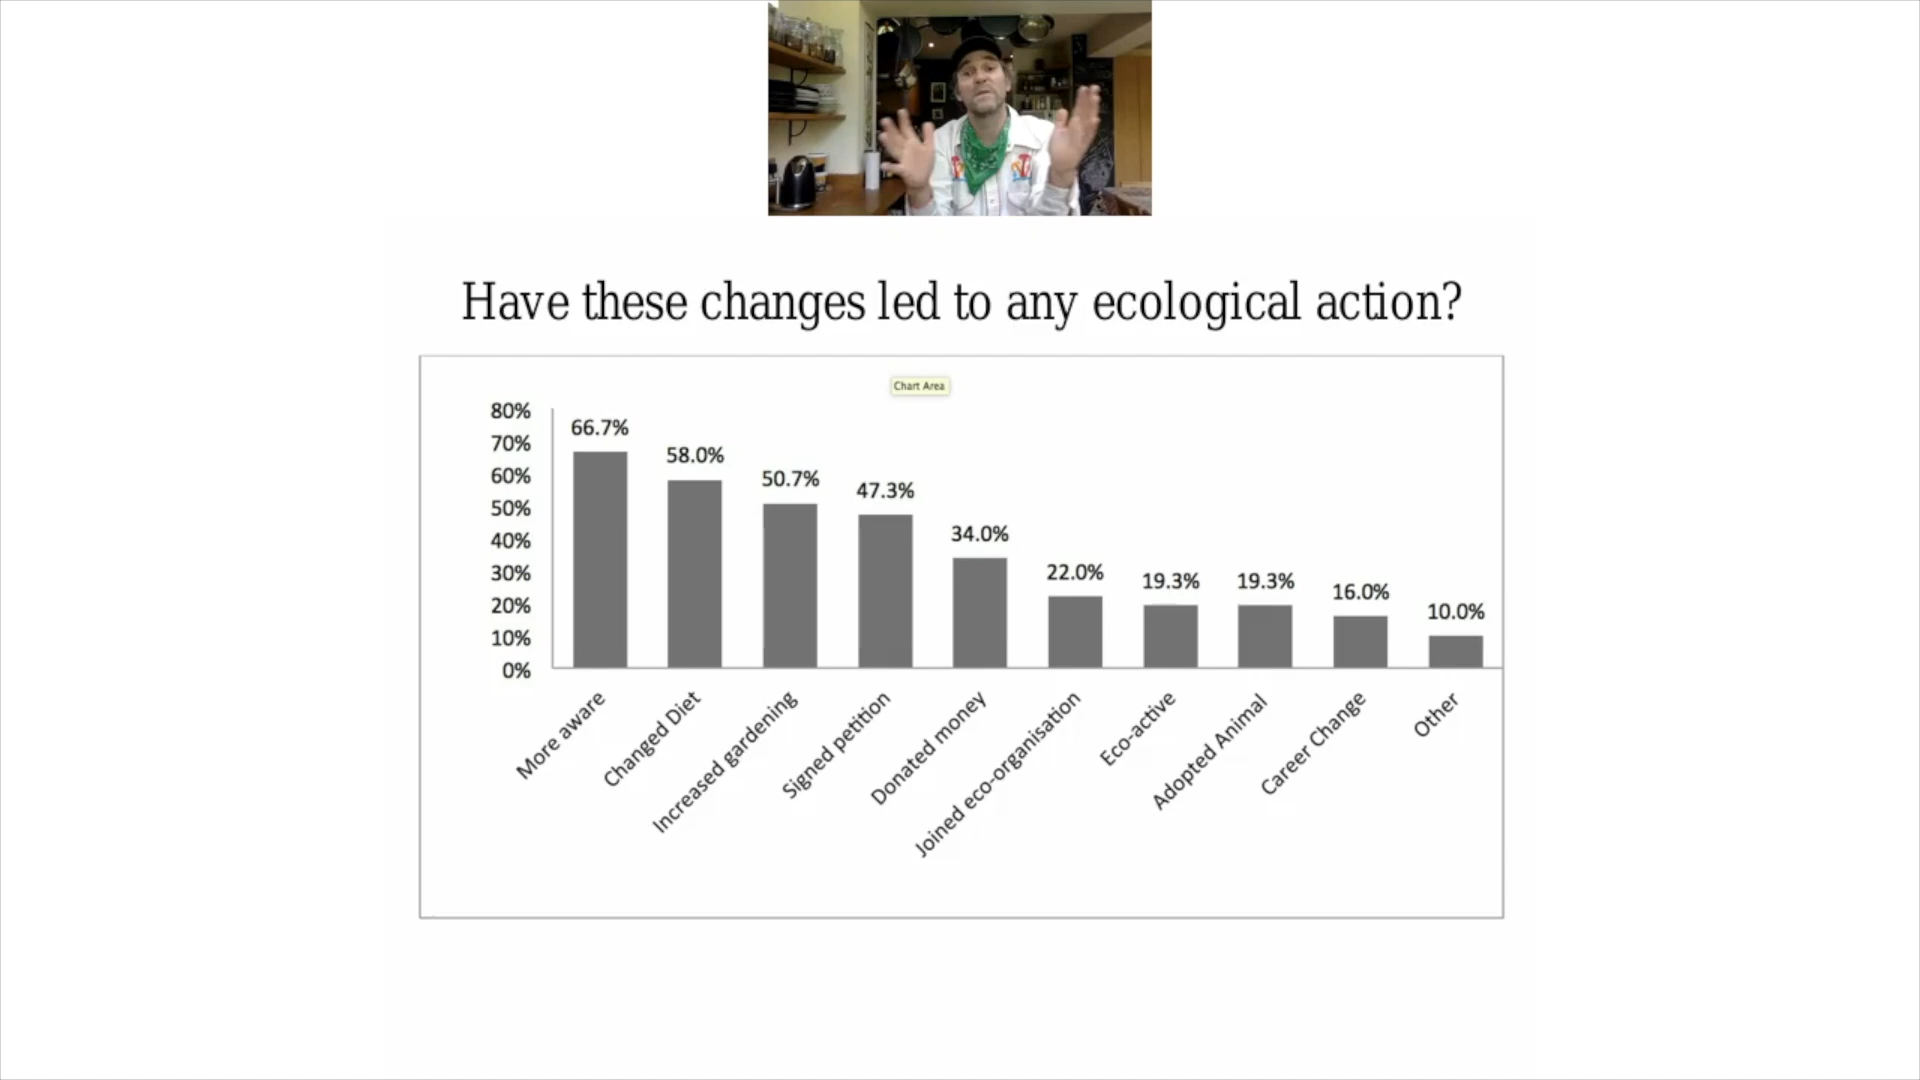 Have these changes led to any ecological action?
Chart Area
80%
70%
60%
50%
40%
30%
20%
10%
0%
66.7%
58.0%
50.7%
47.3%
34.0%
22.0%
19.3%
19.3%
16.0%
10.0%
More aware
Changed Diet
Increased gardening
Signed petition
Donated money
Joined eco-organisation
Eco-active
Adopted Animal
Career Change
Other